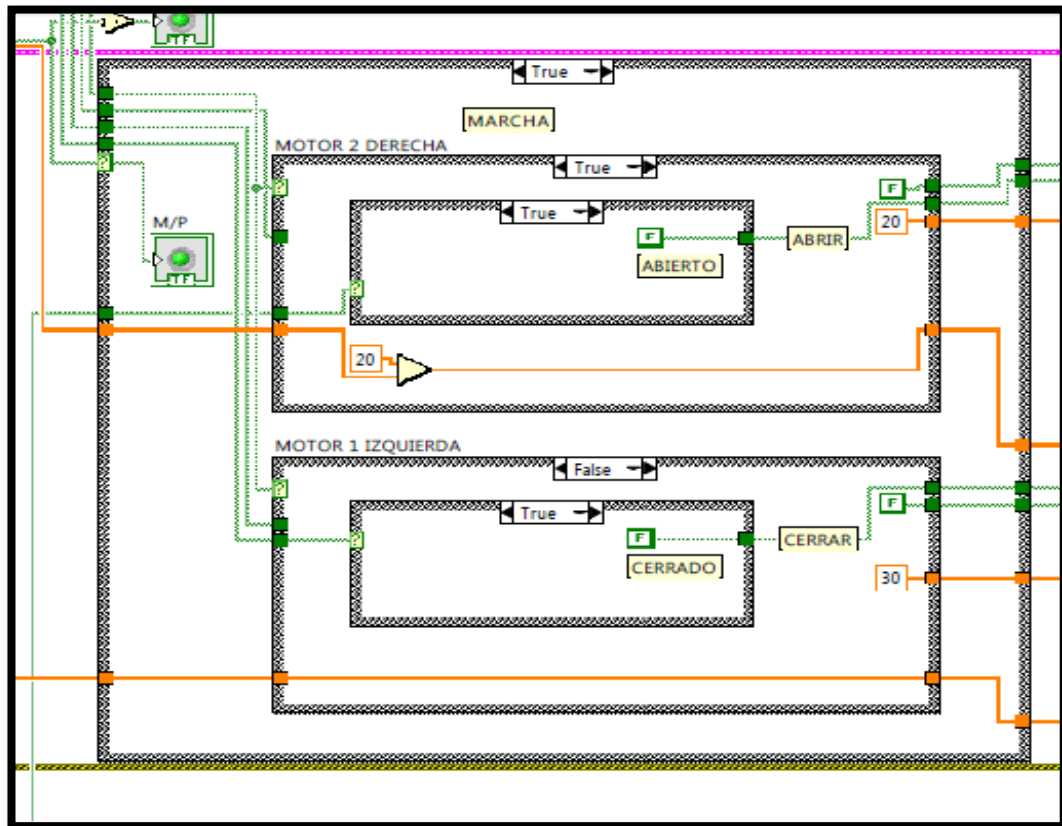 TF
True
MARCHA
MOTOR 2 DERECHA
True
?
?
F
True
M/P
20
F
ABRIR
ABIERTO
TF
?
20
MOTOR 1 IZQUIERDA
False
?
F
True
F
CERRAR
?
CERRADO
30